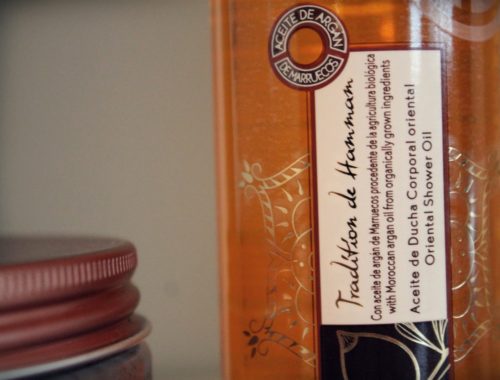 ACEITE DE ARGAN
DE MARRUECOS
Tradition de Hammam
Con aceite de argán de Marruecos procedente de la agricultura biológica
with Moroccan argan oil from organically grown ingredients
Aceite de Ducha Corporal oriental
Oriental Shower Oil